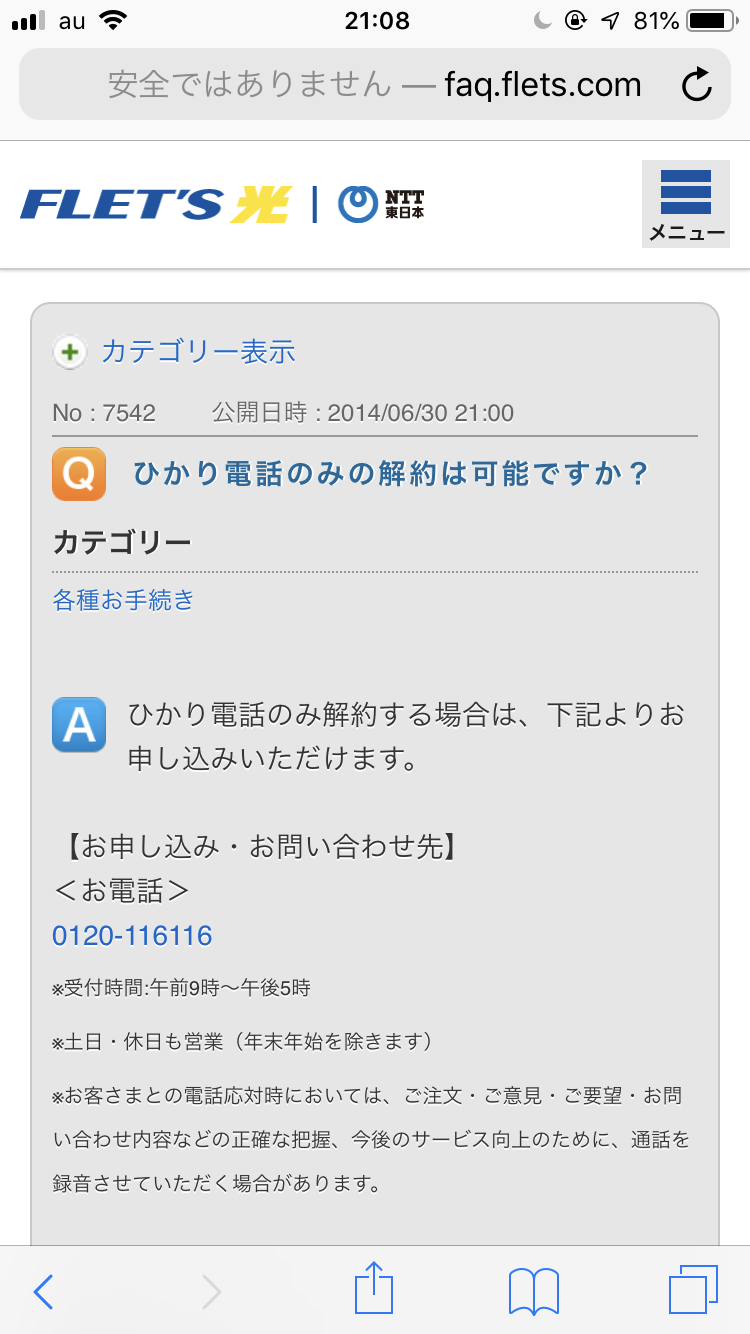 au 21:08 81%
安全ではありません — faq.flets.com
FLET'S 光 | NTT 東日本
メニュー
カテゴリー表示
No : 7542 公開日時 : 2014/06/30 21:00
Q ひかり電話のみの解約は可能ですか？
カテゴリー
各種お手続き
A ひかり電話のみ解約する場合は、下記よりお
申し込みいただけます。
【お申し込み・お問い合わせ先】
＜お電話＞
0120-116116
※受付時間:午前9時～午後5時
※土日・休日も営業（年末年始を除きます）
※お客さまとの電話応対時においては、ご注文・ご意見・ご要望・お問
い合わせ内容などの正確な把握、今後のサービス向上のために、通話を
録音させていただく場合があります。